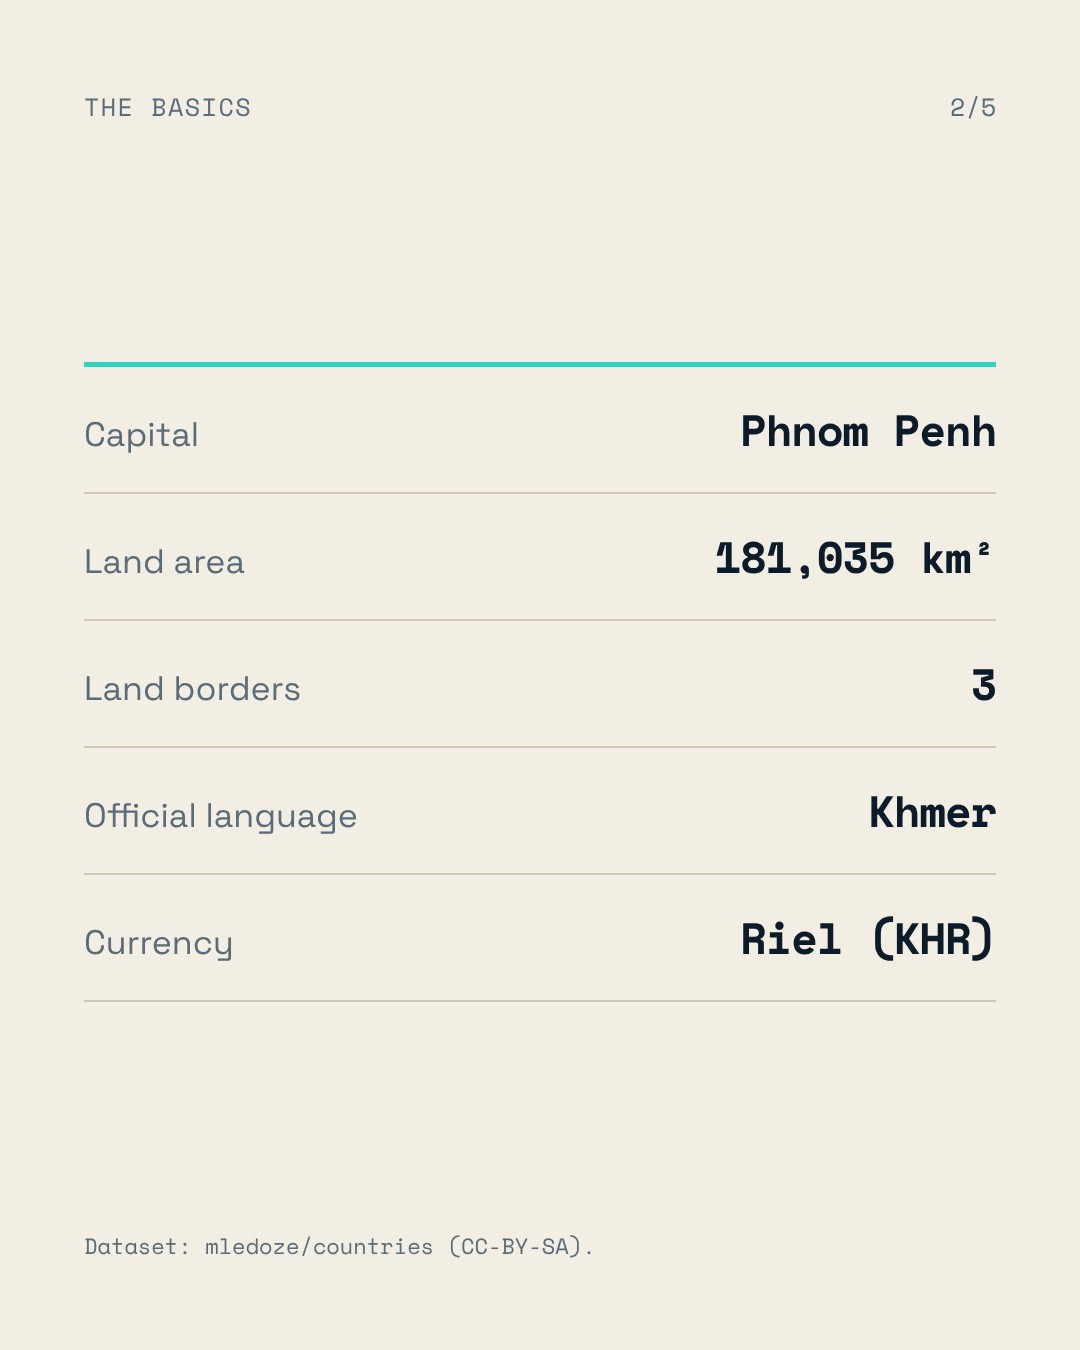 THE BASICS 2/5
Capital Phnom Penh
Land area 181,035 km²
Land borders 3
Official language Khmer
Currency Riel (KHR)
Dataset: mledoze/countries (CC-BY-SA).